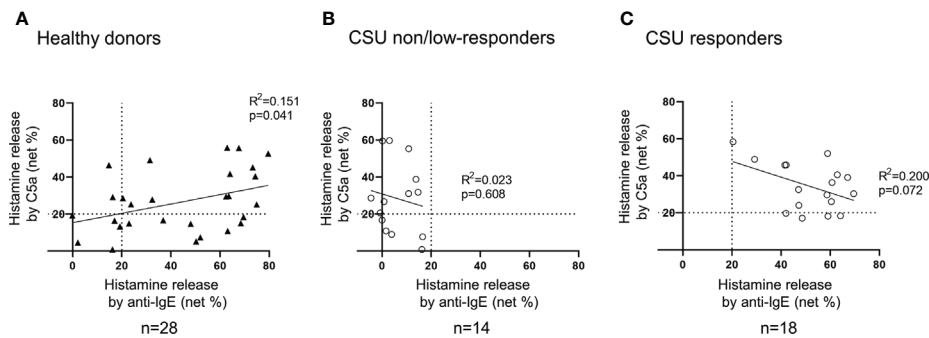 A
Healthy donors
Histamine release
by C5a (net %)
80
60
40
20
R²=0.151
p=0.041
0 20 40 60 80
Histamine release
by anti-IgE (net %)
n=28
B
CSU non/low-responders
Histamine release
by C5a (net %)
80
60
40
20
R²=0.023
p=0.608
0 20 40 60 80
Histamine release
by anti-IgE (net %)
n=14
C
CSU responders
Histamine release
by C5a (net %)
80
60
40
20
R²=0.200
p=0.072
0 20 40 60 80
Histamine release
by anti-IgE (net %)
n=18